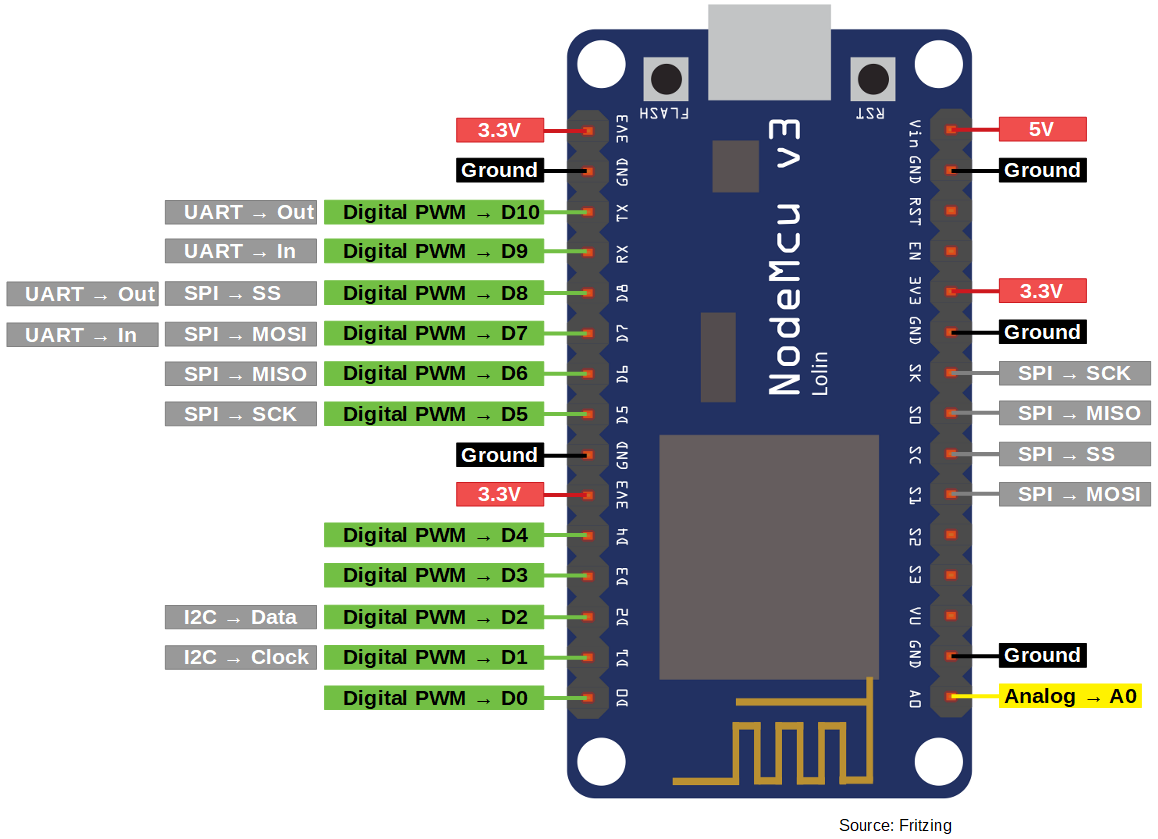 FLASH
RST
3.3V
3V3
Vin
5V
Ground
GND
GND
Ground
UART → Out
Digital PWM → D10
TX
RST
UART → In
Digital PWM → D9
RX
EN
UART → Out
SPI → SS
Digital PWM → D8
D8
3V3
3.3V
UART → In
SPI → MOSI
Digital PWM → D7
D7
GND
Ground
SPI → MISO
Digital PWM → D6
D6
SK
SPI → SCK
SPI → SCK
Digital PWM → D5
D5
SO
SPI → MISO
Ground
GND
SC
SPI → SS
3.3V
3V3
S1
SPI → MOSI
Digital PWM → D4
D4
S2
Digital PWM → D3
D3
S3
I2C → Data
Digital PWM → D2
D2
VU
I2C → Clock
Digital PWM → D1
D1
GND
Ground
Digital PWM → D0
D0
A0
Analog → A0
NodeMcu v3
Lolin
Source: Fritzing